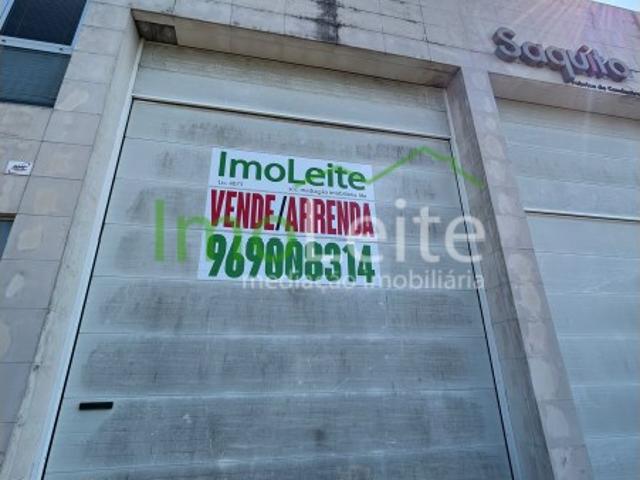 Saquito
ImoLeite
VENDE/ARRENDA
969008314
ImoLeite
mediação imobiliária